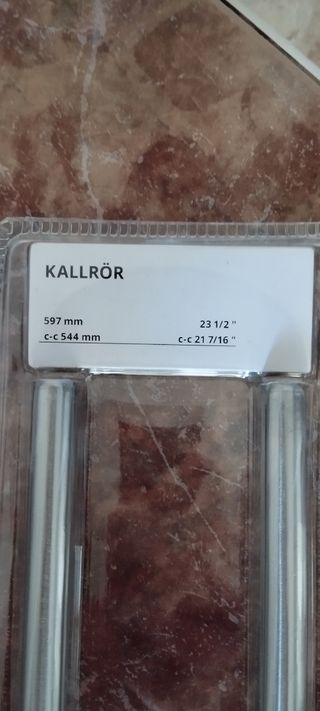 KALLRÖR
597 mm 23 1/2 "
c-c 544 mm c-c 21 7/16 "